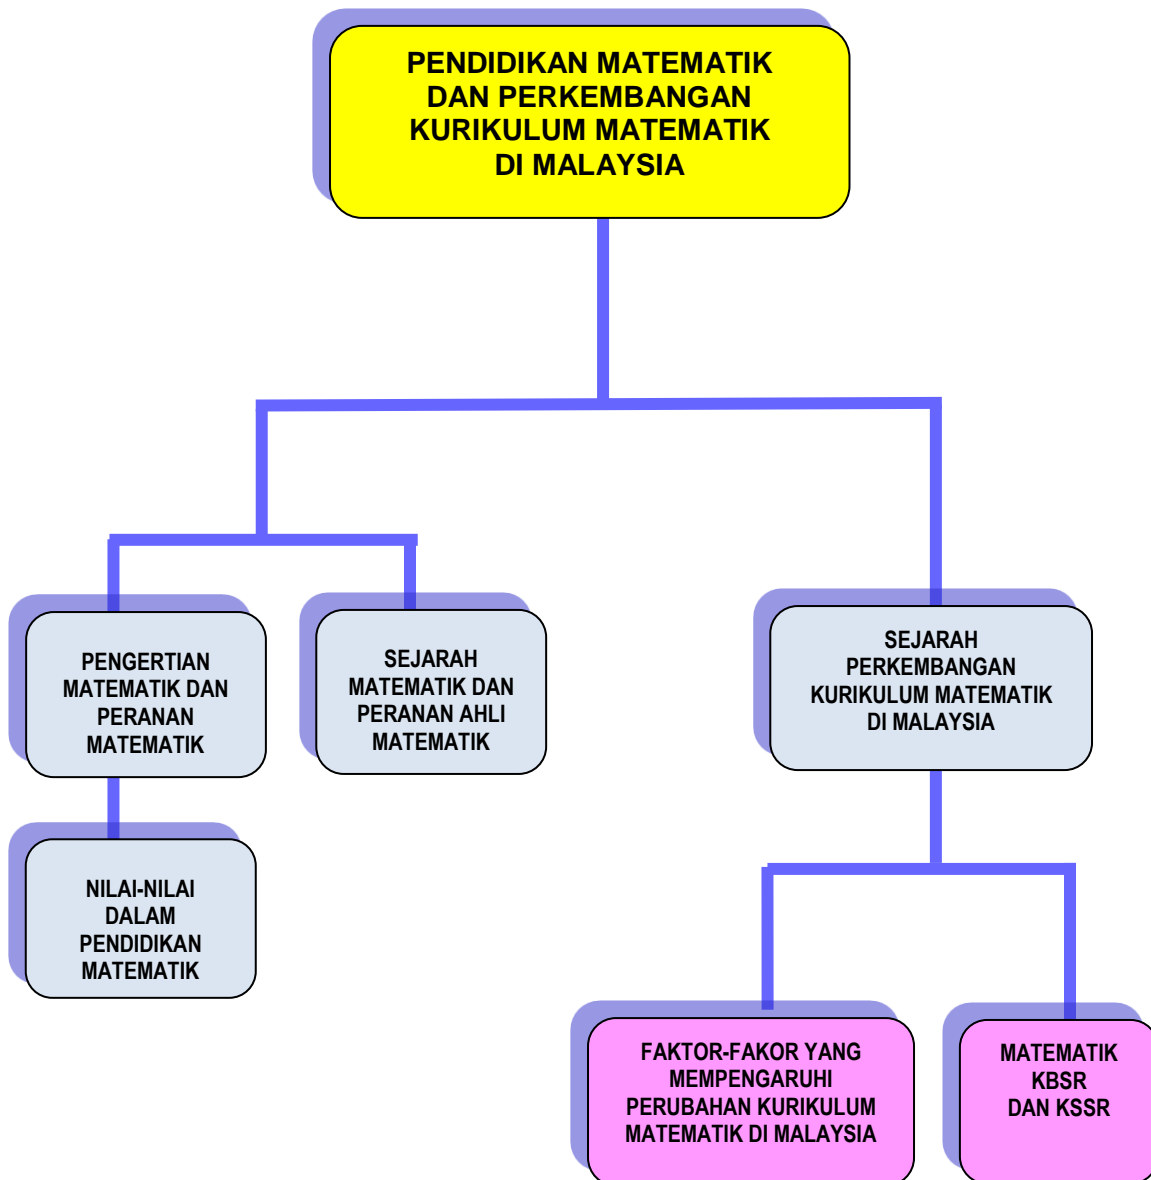 PENDIDIKAN MATEMATIK
DAN PERKEMBANGAN
KURIKULUM MATEMATIK
DI MALAYSIA
PENGERTIAN
MATEMATIK DAN
PERANAN
MATEMATIK
SEJARAH
MATEMATIK DAN
PERANAN AHLI
MATEMATIK
SEJARAH
PERKEMBANGAN
KURIKULUM MATEMATIK
DI MALAYSIA
NILAI-NILAI
DALAM
PENDIDIKAN
MATEMATIK
FAKTOR-FAKOR YANG
MEMPENGARUHI
PERUBAHAN KURIKULUM
MATEMATIK DI MALAYSIA
MATEMATIK
KBSR
DAN KSSR